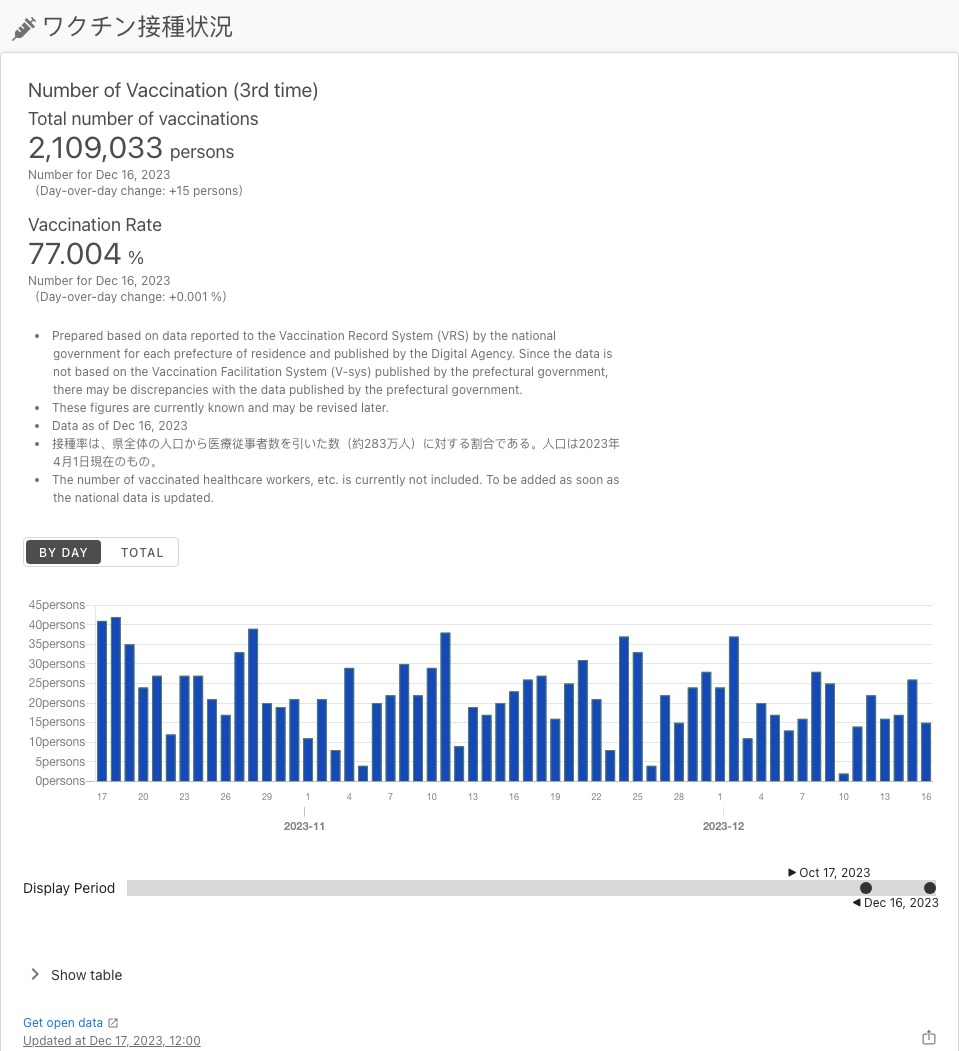 ワクチン接種状況
Number of Vaccination (3rd time)
Total number of vaccinations
2,109,033 persons
Number for Dec 16, 2023
（Day-over-day change: +15 persons）
Vaccination Rate
77.004 %
Number for Dec 16, 2023
（Day-over-day change: +0.001 %）
• Prepared based on data reported to the Vaccination Record System (VRS) by the national
government for each prefecture of residence and published by the Digital Agency. Since the data is
not based on the Vaccination Facilitation System (V-sys) published by the prefectural government,
there may be discrepancies with the data published by the prefectural government.
• These figures are currently known and may be revised later.
• Data as of Dec 16, 2023
• 接種率は、県全体の人口から医療従事者数を引いた数（約283万人）に対する割合である。人口は2023年
4月1日現在のもの。
• The number of vaccinated healthcare workers, etc. is currently not included. To be added as soon as
the national data is updated.
BY DAY TOTAL
45persons
40persons
35persons
30persons
25persons
20persons
15persons
10persons
5persons
0persons
17 20 23 26 29 1 4 7 10 13 16 19 22 25 28 1 4 7 10 13 16
2023-11 2023-12
Oct 17, 2023
Display Period
Dec 16, 2023
Show table
Get open data
Updated at Dec 17, 2023, 12:00